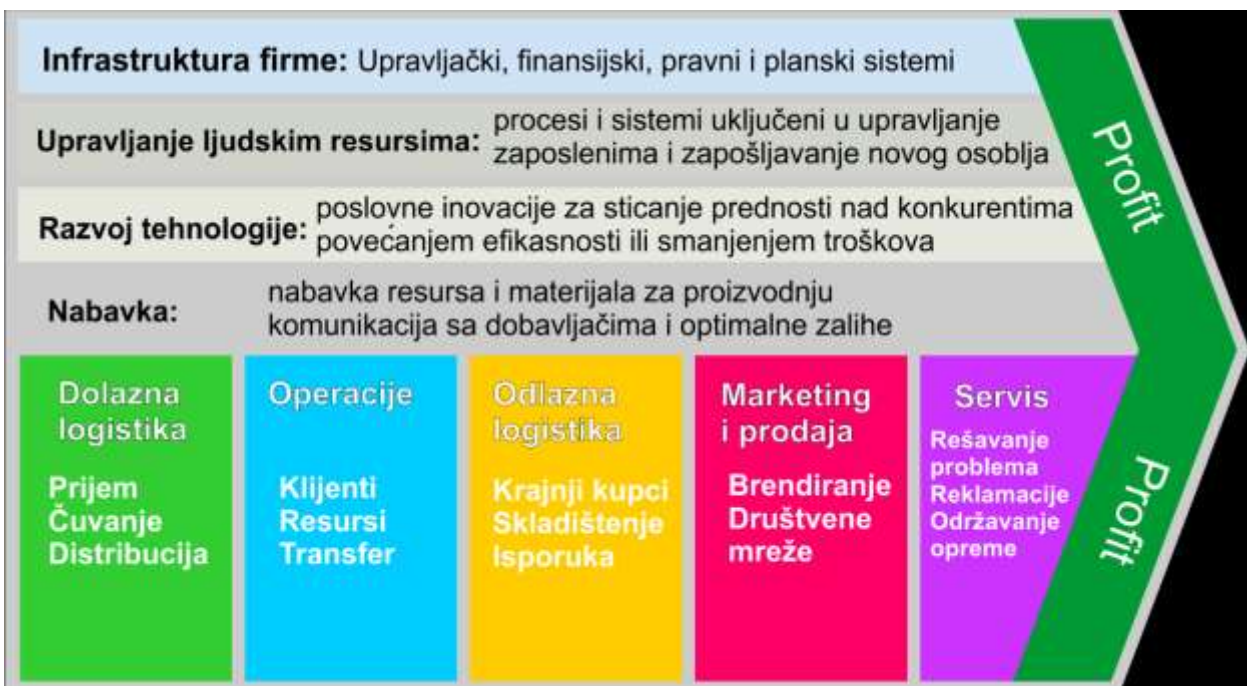 Infrastruktura firme: Upravljački, finansijski, pravni i planski sistemi
Upravljanje ljudskim resursima: procesi i sistemi uključeni u upravljanje
zaposlenima i zapošljavanje novog osoblja
Razvoj tehnologije: poslovne inovacije za sticanje prednosti nad konkurentima
povećanjem efikasnosti ili smanjenjem troškova
Nabavka: nabavka resursa i materijala za proizvodnju
komunikacija sa dobavljačima i optimalne zalihe
Profit
Dolazna
logistika
Prijem
Čuvanje
Distribucija
Operacije
Klijenti
Resursi
Transfer
Odlazna
logistika
Krajnji kupci
Skladištenje
Isporuka
Marketing
i prodaja
Brendiranje
Društvene
mreže
Servis
Rešavanje
problema
Reklamacije
Održavanje
opreme
Profit